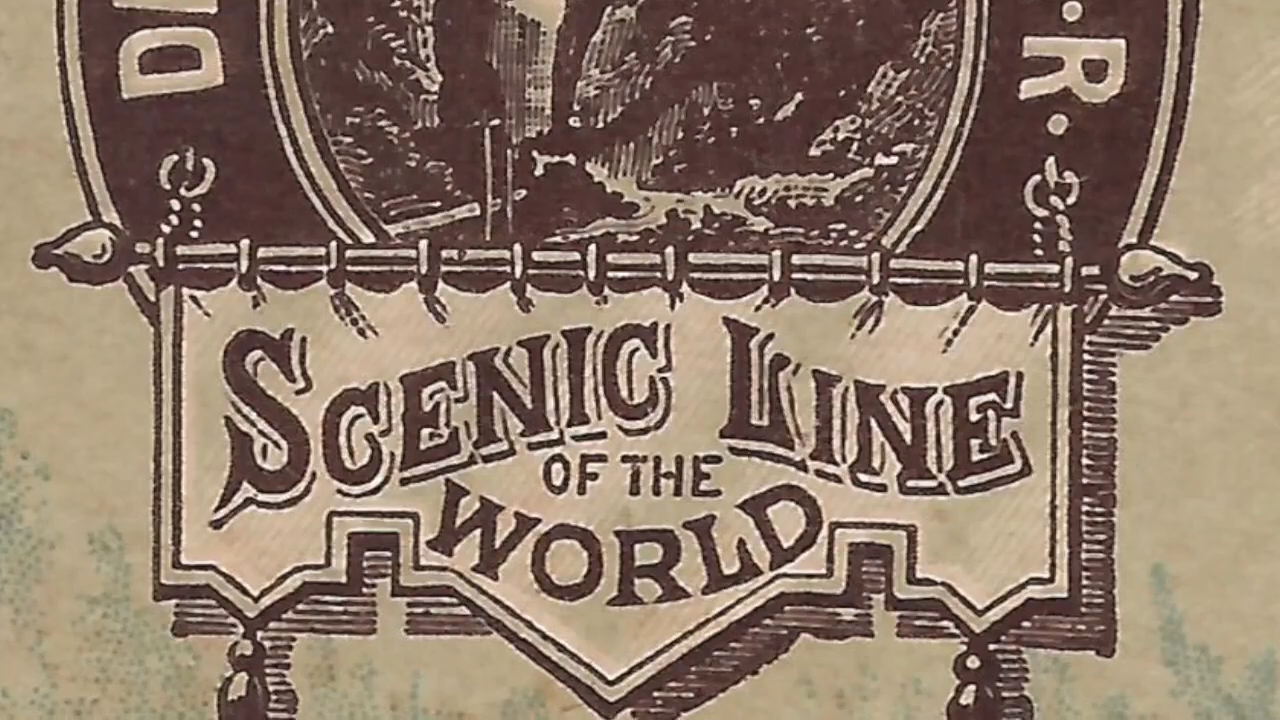 D
·R·
SCENIC LINE
OF THE
WORLD